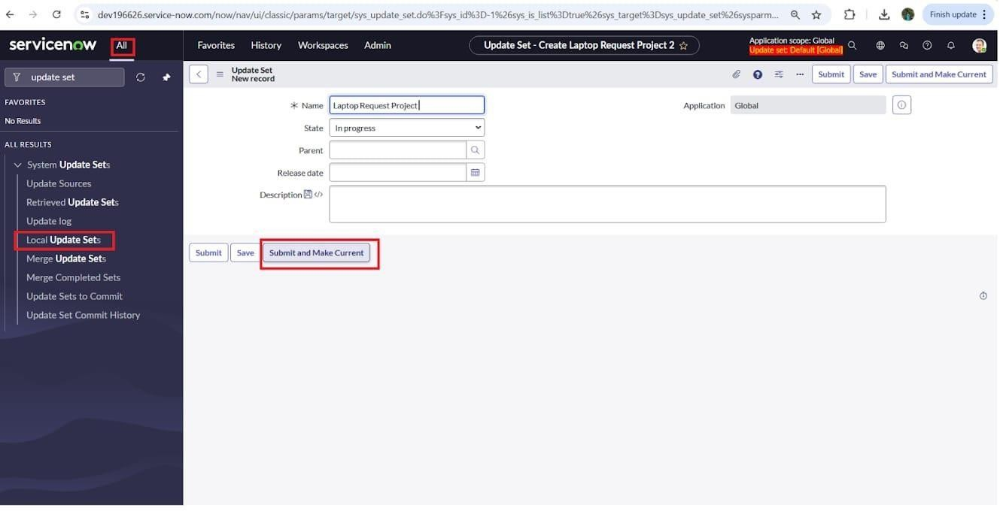 dev196626.service-now.com/now/nav/ui/classic/params/target/sys_update_set.do%3Fsys_id%3D-1%26sys_is_list%3Dtrue%26sys_target%3Dsys_update_set%26sysparm...
Finish update
servicenow
All
Favorites
History
Workspaces
Admin
Update Set - Create Laptop Request Project 2
Application scope: Global
Update set: Default [Global]
update set
FAVORITES
No Results
ALL RESULTS
System Update Sets
Update Sources
Retrieved Update Sets
Update log
Local Update Sets
Merge Update Sets
Merge Completed Sets
Update Sets to Commit
Update Set Commit History
Update Set
New record
Submit
Save
Submit and Make Current
Name
Laptop Request Project
Application
Global
State
In progress
Parent
Release date
Description
Submit
Save
Submit and Make Current